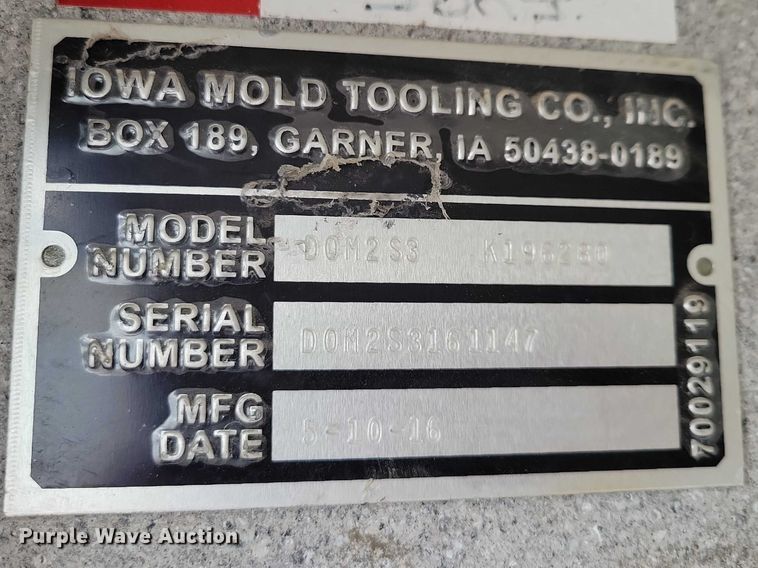 IOWA MOLD TOOLING CO., INC.
BOX 189, GARNER, IA 50438-0189
MODEL NUMBER DOM2S3 K196280
SERIAL NUMBER DOM2S3161147
MFG DATE 5-10-16
70029119
Purple Wave Auction